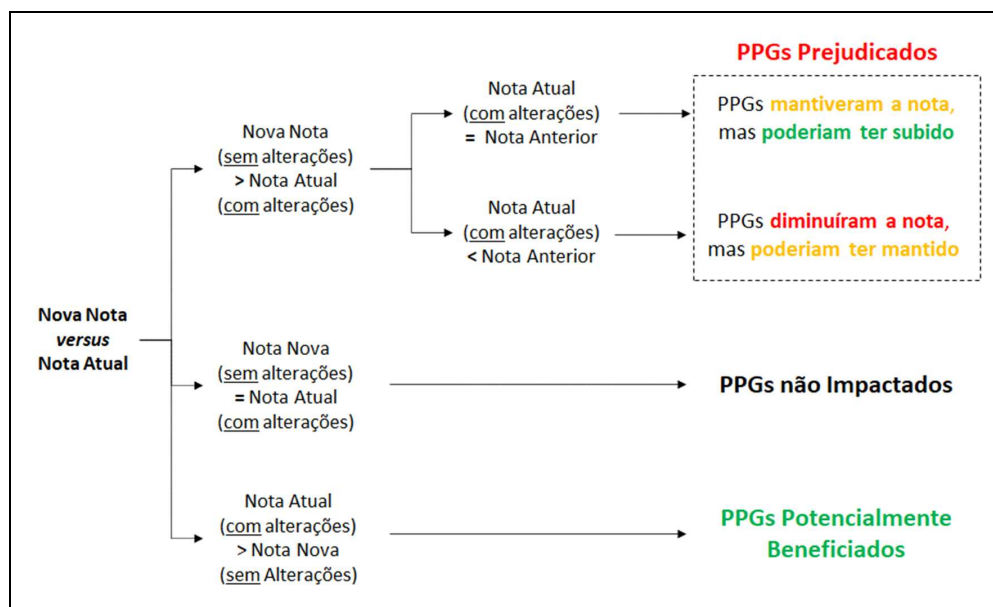 PPGs Prejudicados
Nota Atual
(com alterações)
= Nota Anterior
PPGs mantiveram a nota,
mas poderiam ter subido
Nova Nota
(sem alterações)
> Nota Atual
(com alterações)
Nota Atual
(com alterações)
< Nota Anterior
PPGs diminuíram a nota,
mas poderiam ter mantido
Nova Nota
versus
Nota Atual
Nota Nova
(sem alterações)
= Nota Atual
(com alterações)
PPGs não Impactados
Nota Atual
(com alterações)
> Nota Nova
(sem Alterações)
PPGs Potencialmente
Beneficiados